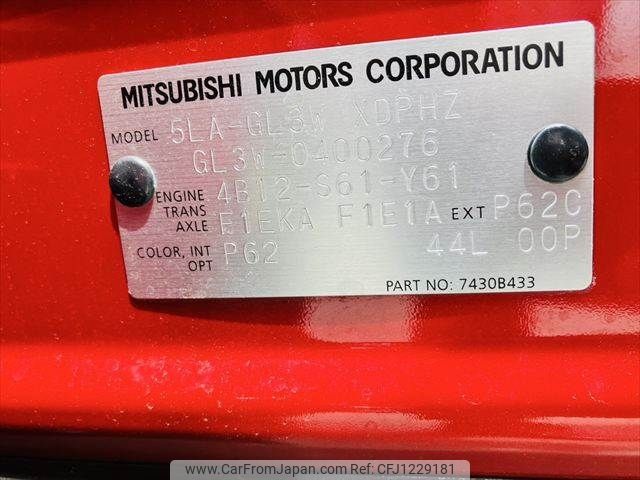 MITSUBISHI MOTORS CORPORATION
MODEL 5LA-GL3W XDPHZ
GL3W-0400276
ENGINE 4B12-S61-Y61
TRANS AXLE F1EKA F1E1A EXT P62C
COLOR, INT OPT P62 44L 00P
PART NO: 7430B433
www.CarFromJapan.com | CFJ1229181